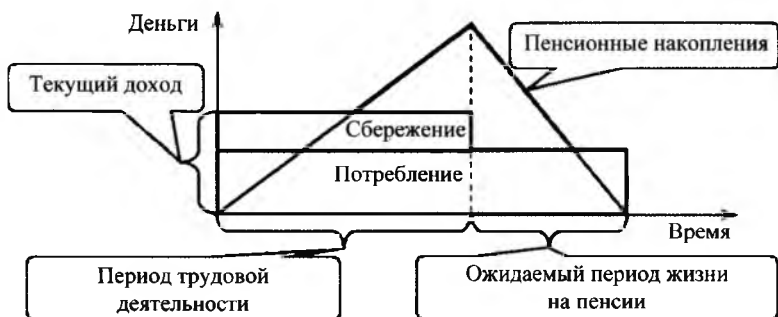 Деньги
Пенсионные накопления
Текущий доход
Сбережение
Потребление
Время
Период трудовой
деятельности
Ожидаемый период жизни
на пенсии